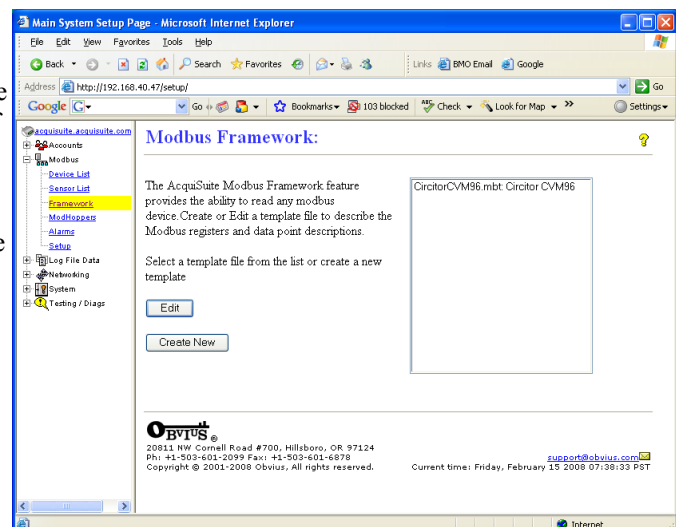 Main System Setup Page - Microsoft Internet Explorer
File Edit View Favorites Tools Help
Back Search Favorites Links BMO Email Google
Address http://192.168.40.47/setup/ Go
Google G Go Bookmarks 103 blocked Check Look for Map >> Settings
e
e
acquisuite.acquisuite.com
Accounts
Modbus
Device List
Sensor List
Framework
ModHoppers
Alarms
Setup
Log File Data
Networking
System
Testing / Diags
Modbus Framework:
?
The AcquiSuite Modbus Framework feature
provides the ability to read any modbus
device.Create or Edit a template file to describe the
Modbus registers and data point descriptions.
Select a template file from the list or create a new
template
Edit
Create New
CircitorCVM96.mbt: Circitor CVM96
OBVIUS ®
20811 NW Cornell Road #700, Hillsboro, OR 97124
Ph: +1-503-601-2099 Fax: +1-503-601-6878
Copyright © 2001-2008 Obvius, All rights reserved.
support@obvius.com
Current time: Friday, February 15 2008 07:38:33 PST
Internet